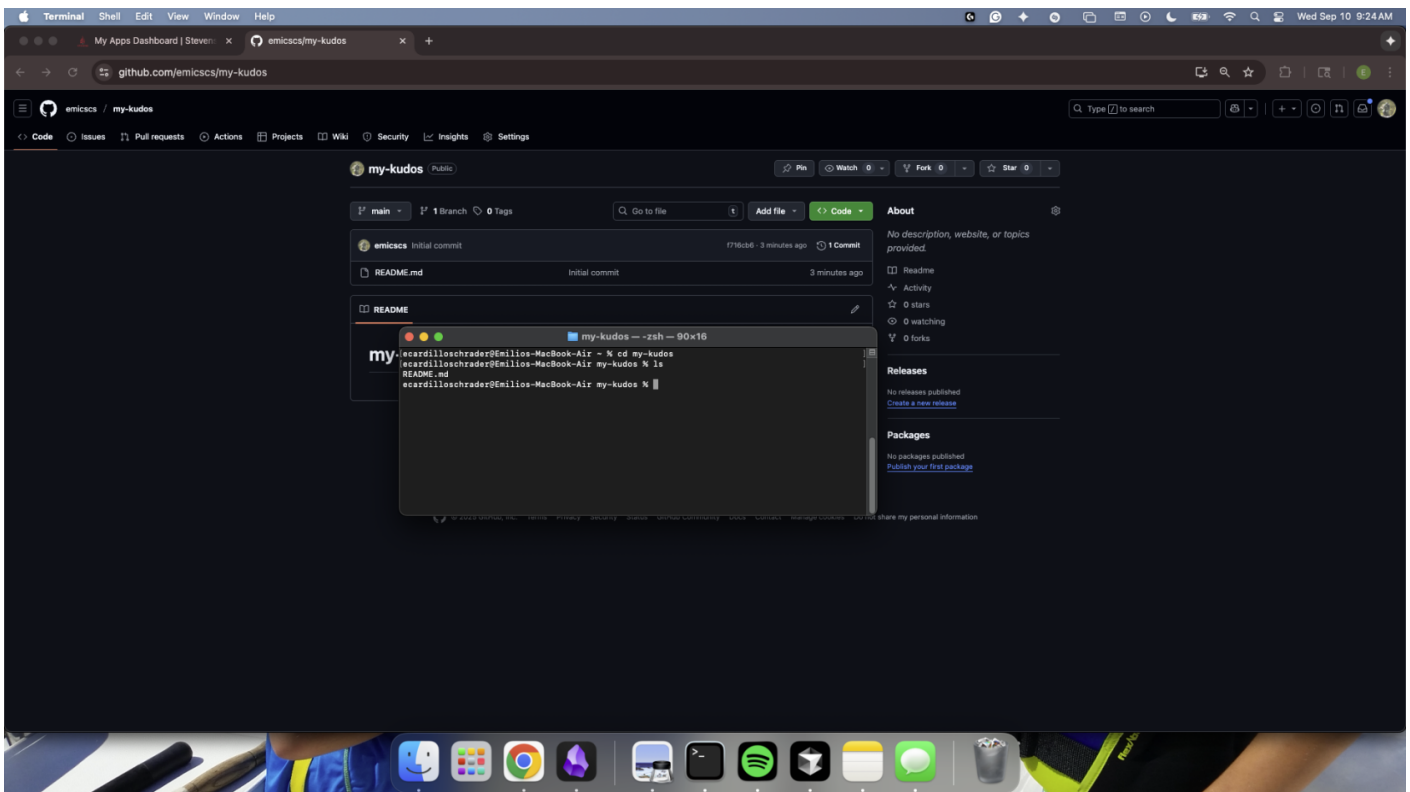 Terminal Shell Edit View Window Help Wed Sep 10 9:24 AM
My Apps Dashboard | Steven emicscs/my-kudos
github.com/emicscs/my-kudos
emicscs / my-kudos Type / to search
Code Issues Pull requests Actions Projects Wiki Security Insights Settings
my-kudos Public Pin Watch 0 Fork 0 Star 0
main 1 Branch 0 Tags Go to file t Add file Code About
No description, website, or topics
provided.
emicscs Initial commit f716cb6 · 3 minutes ago 1 Commit
README.md Initial commit 3 minutes ago
Readme
Activity
0 stars
0 watching
0 forks
README
my-kudos — -zsh — 90×16
my-
ecardilloschrader@Emilios-MacBook-Air ~ % cd my-kudos
ecardilloschrader@Emilios-MacBook-Air my-kudos % ls
README.md
ecardilloschrader@Emilios-MacBook-Air my-kudos %
Releases
No releases published
Create a new release
Packages
No packages published
Publish your first package
share my personal information